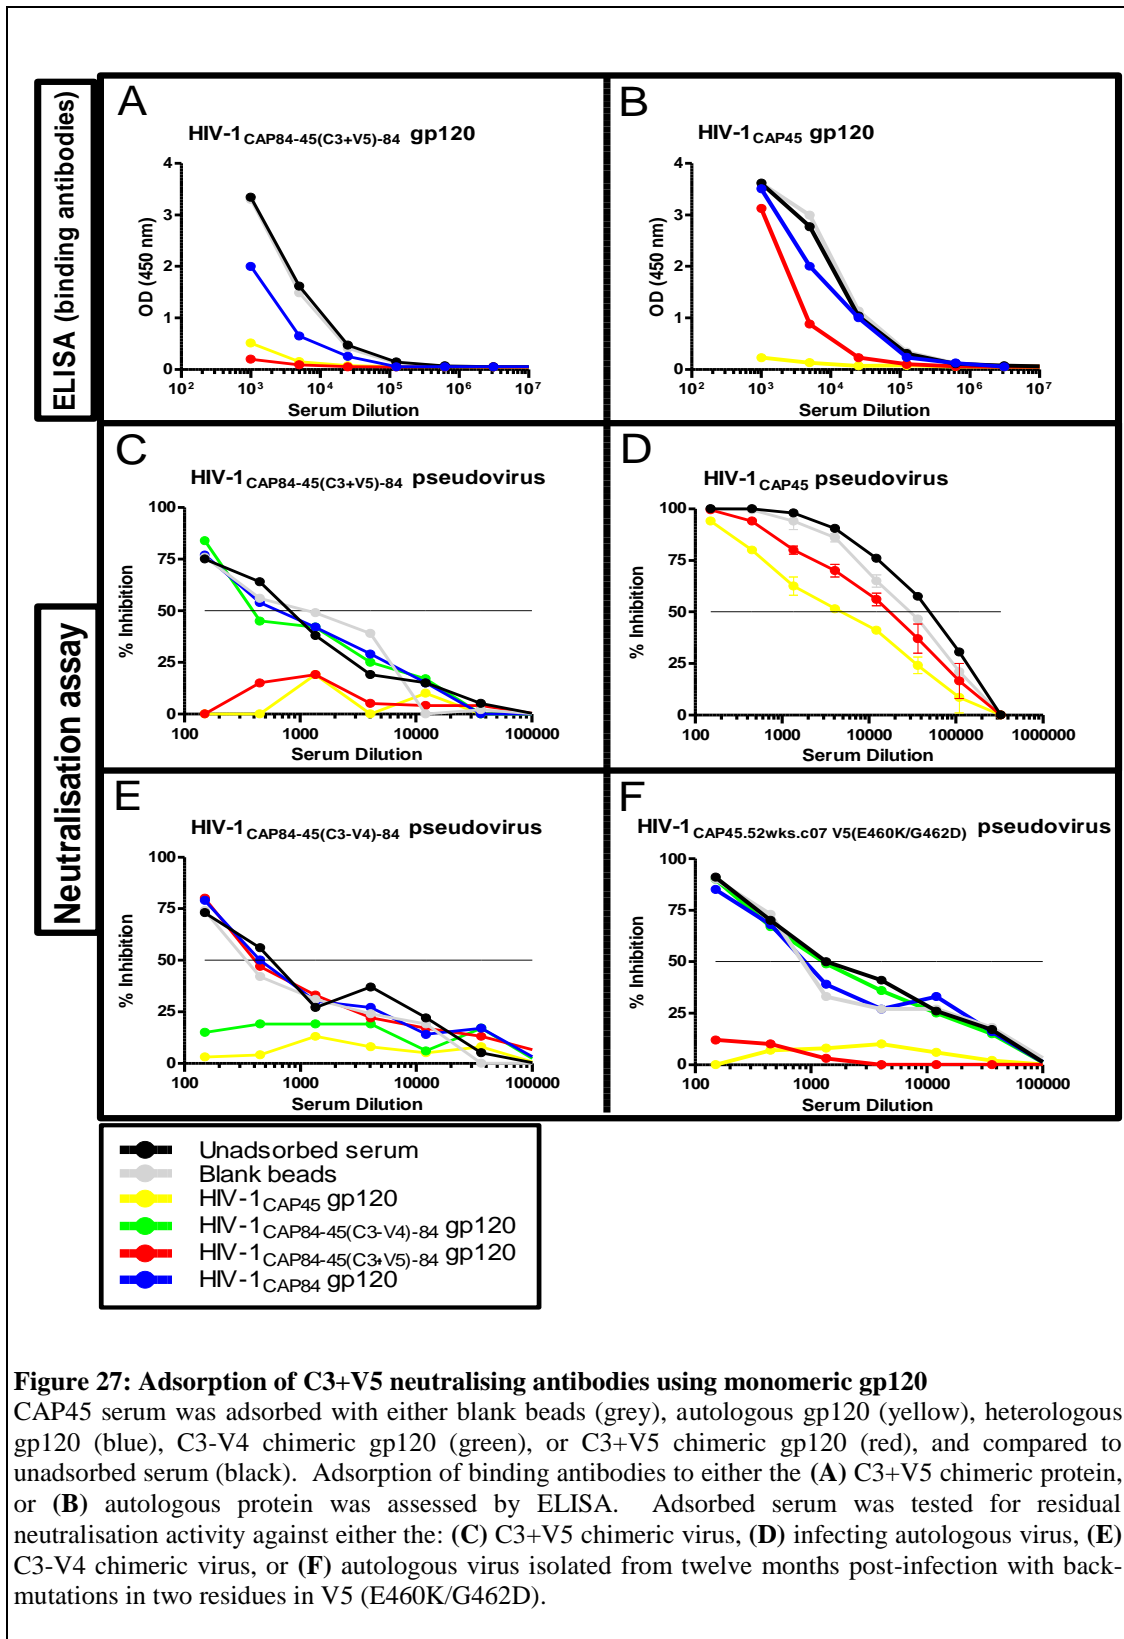 ELISA (binding antibodies)
A
HIV-1CAP84-45(C3+V5)-84 gp120
OD (450 nm)
4
3
2
1
0
10² 10³ 10⁴ 10⁵ 10⁶ 10⁷
Serum Dilution
B
HIV-1CAP45 gp120
OD (450 nm)
4
3
2
1
0
10² 10³ 10⁴ 10⁵ 10⁶ 10⁷
Serum Dilution
Neutralisation assay
C
HIV-1CAP84-45(C3+V5)-84 pseudovirus
% Inhibition
100
75
50
25
0
100 1000 10000 100000
Serum Dilution
D
HIV-1CAP45 pseudovirus
% Inhibition
100
75
50
25
0
100 1000 10000 100000 1000000
Serum Dilution
E
HIV-1CAP84-45(C3-V4)-84 pseudovirus
% Inhibition
100
75
50
25
0
100 1000 10000 100000
Serum Dilution
F
HIV-1CAP45.52wks.c07 V5(E460K/G462D) pseudovirus
% Inhibition
100
75
50
25
0
100 1000 10000 100000
Serum Dilution
Unadsorbed serum
Blank beads
HIV-1CAP45 gp120
HIV-1CAP84-45(C3-V4)-84 gp120
HIV-1CAP84-45(C3+V5)-84 gp120
HIV-1CAP84 gp120
Figure 27: Adsorption of C3+V5 neutralising antibodies using monomeric gp120
CAP45 serum was adsorbed with either blank beads (grey), autologous gp120 (yellow), heterologous
gp120 (blue), C3-V4 chimeric gp120 (green), or C3+V5 chimeric gp120 (red), and compared to
unadsorbed serum (black). Adsorption of binding antibodies to either the (A) C3+V5 chimeric protein,
or (B) autologous protein was assessed by ELISA. Adsorbed serum was tested for residual
neutralisation activity against either the: (C) C3+V5 chimeric virus, (D) infecting autologous virus, (E)
C3-V4 chimeric virus, or (F) autologous virus isolated from twelve months post-infection with back-
mutations in two residues in V5 (E460K/G462D).